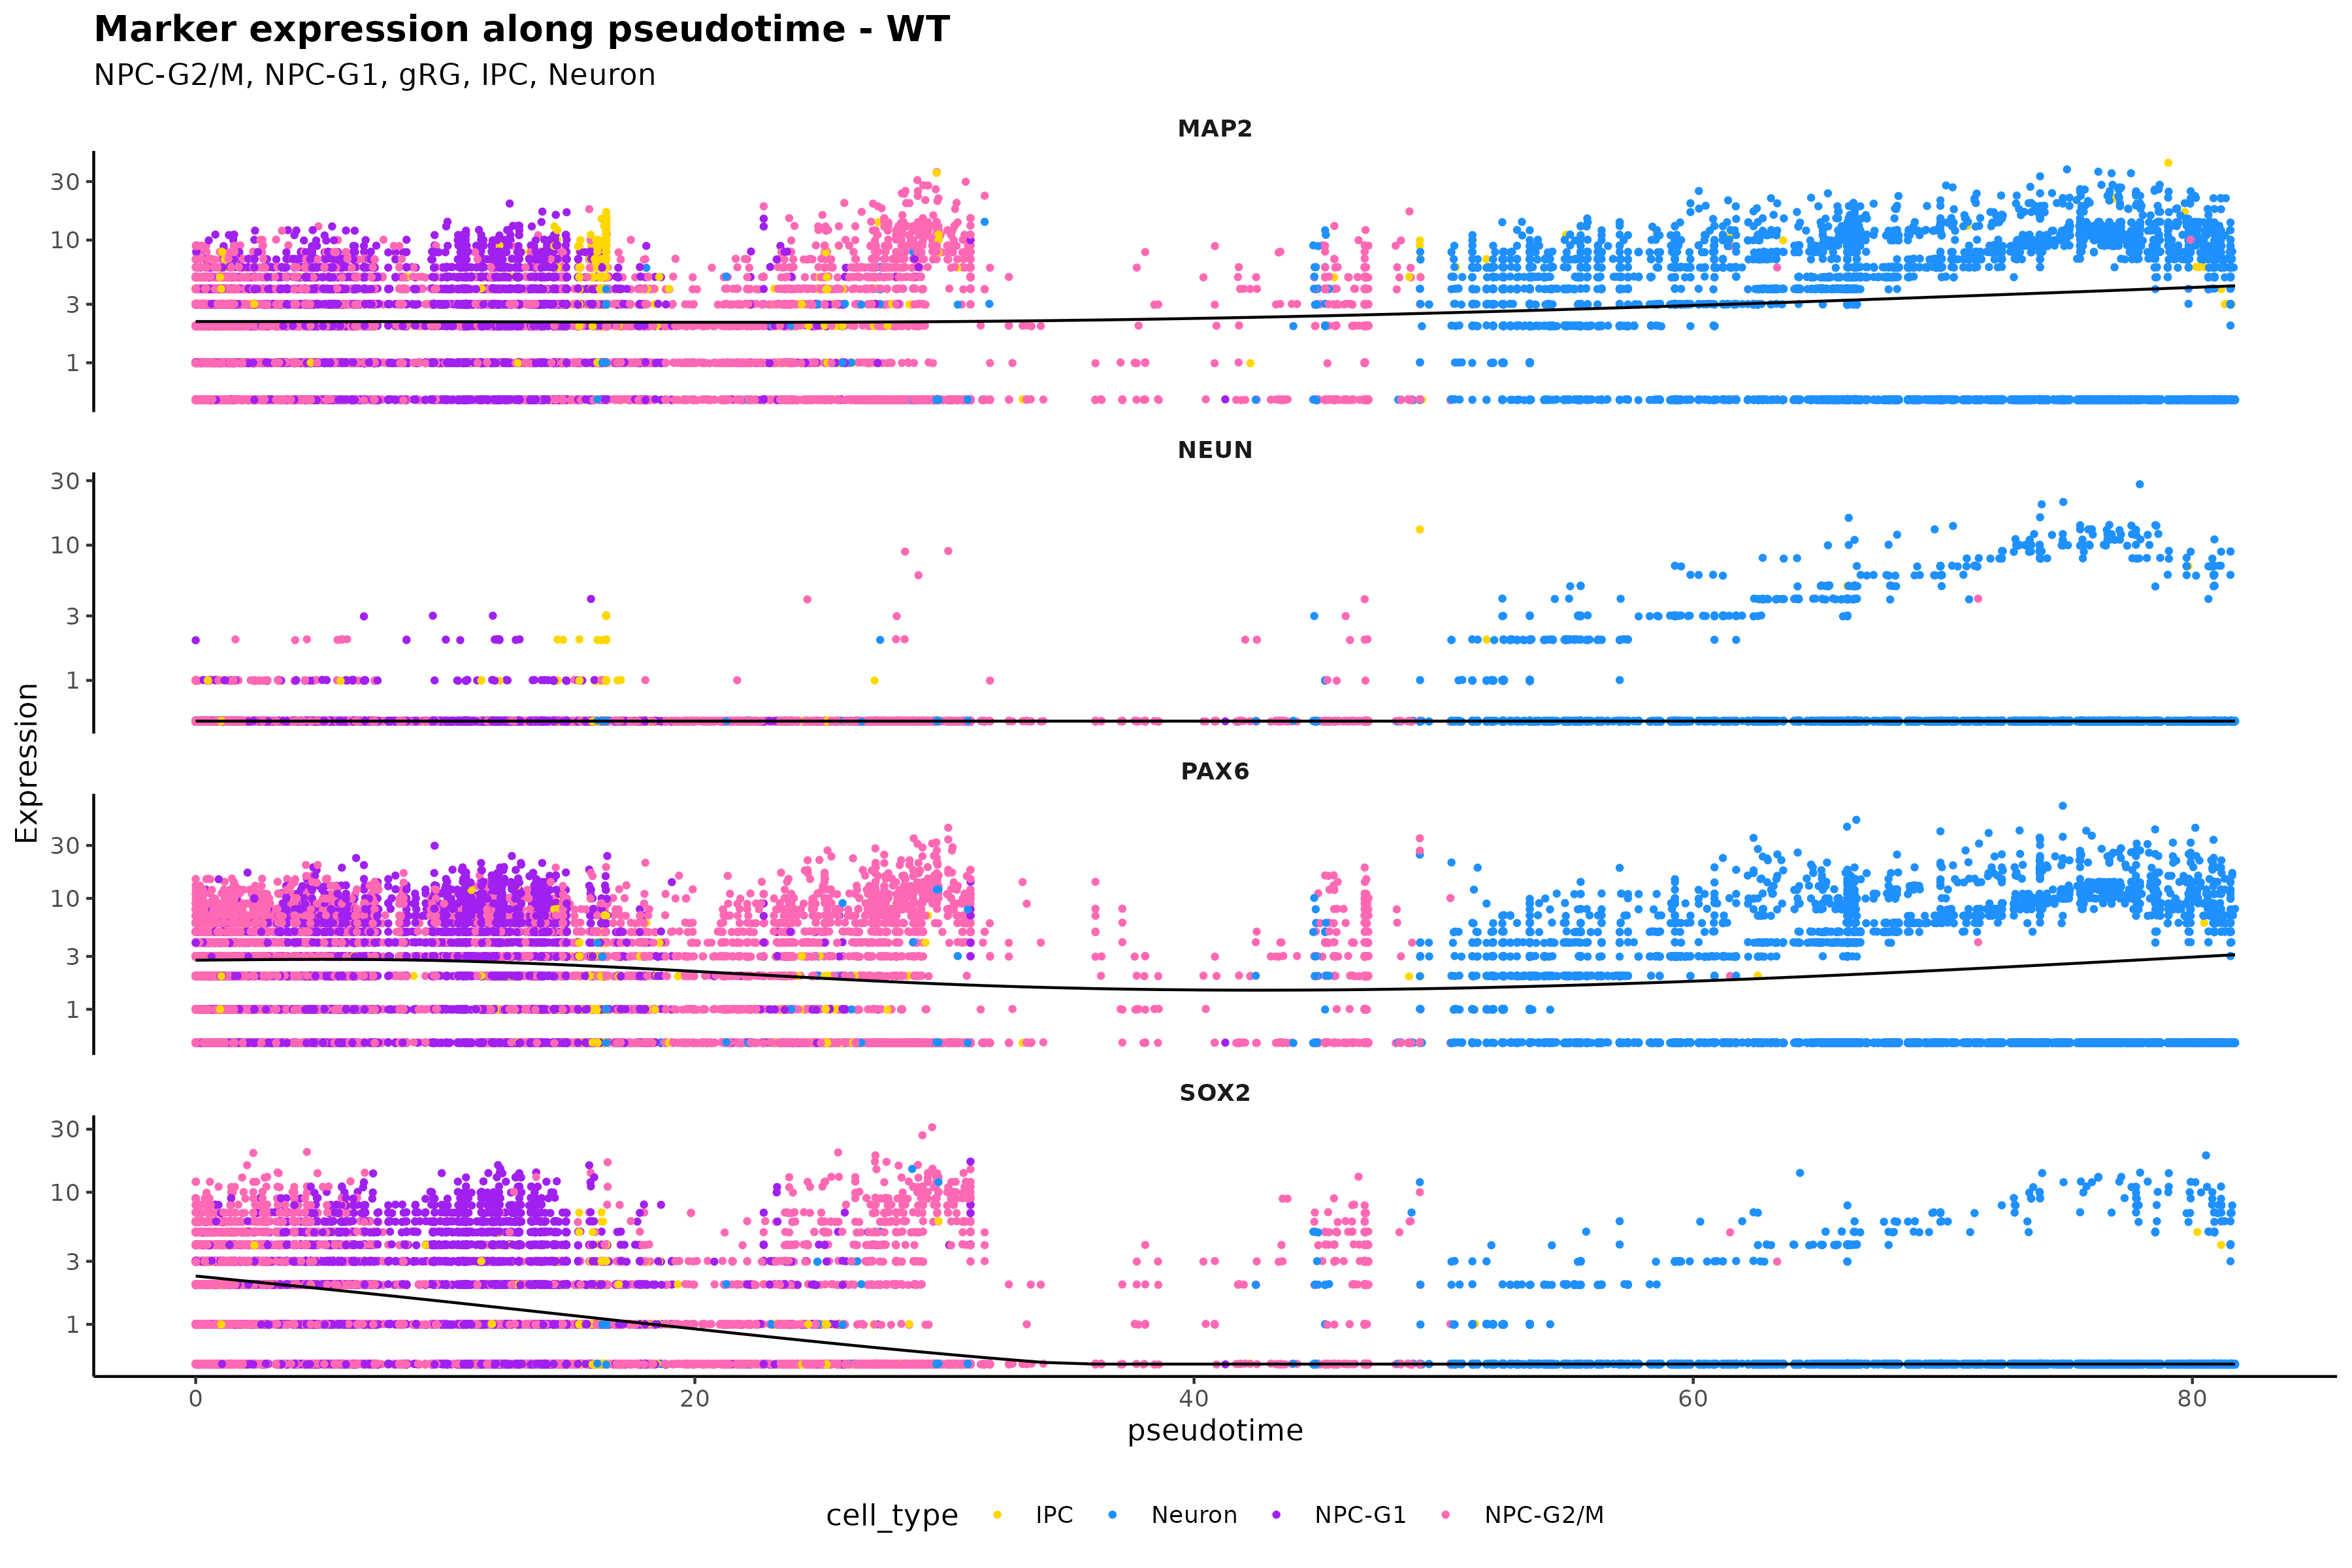 Marker expression along pseudotime - WT
NPC-G2/M, NPC-G1, gRG, IPC, Neuron
MAP2
30
10
3
1
NEUN
30
10
3
1
Expression
PAX6
30
10
3
1
SOX2
30
10
3
1
0 20 40 60 80
pseudotime
cell_type IPC Neuron NPC-G1 NPC-G2/M